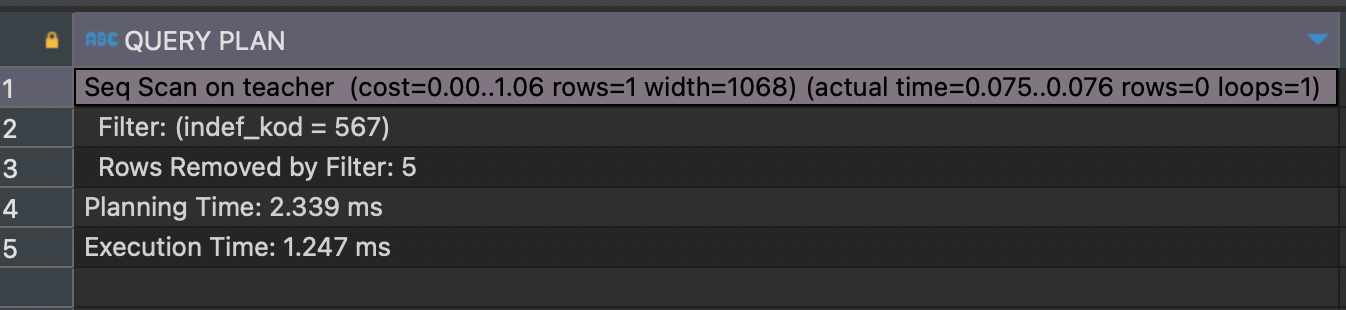 ABC QUERY PLAN
1 Seq Scan on teacher (cost=0.00..1.06 rows=1 width=1068) (actual time=0.075..0.076 rows=0 loops=1)
2 Filter: (indef_kod = 567)
3 Rows Removed by Filter: 5
4 Planning Time: 2.339 ms
5 Execution Time: 1.247 ms